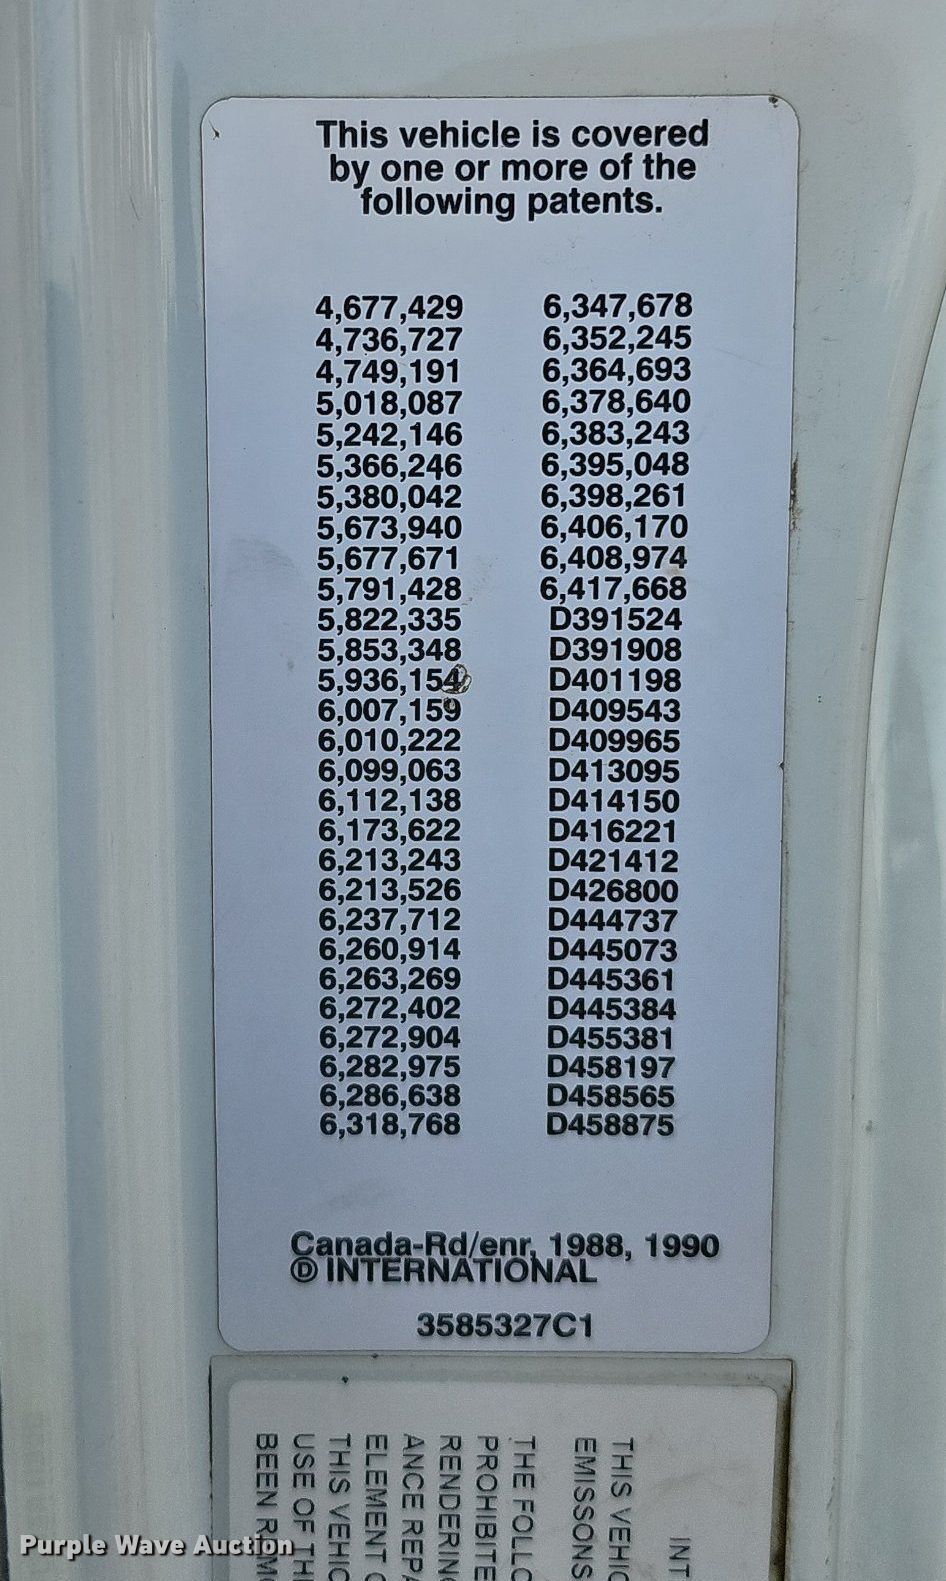 This vehicle is covered
by one or more of the
following patents.
4,677,429 6,347,678
4,736,727 6,352,245
4,749,191 6,364,693
5,018,087 6,378,640
5,242,146 6,383,243
5,366,246 6,395,048
5,380,042 6,398,261
5,673,940 6,406,170
5,677,671 6,408,974
5,791,428 6,417,668
5,822,335 D391524
5,853,348 D391908
5,936,154 D401198
6,007,159 D409543
6,010,222 D409965
6,099,063 D413095
6,112,138 D414150
6,173,622 D416221
6,213,243 D421412
6,213,526 D426800
6,237,712 D444737
6,260,914 D445073
6,263,269 D445361
6,272,402 D445384
6,272,904 D455381
6,282,975 D458197
6,286,638 D458565
6,318,768 D458875
Canada-Rd/enr, 1988, 1990
Ⓓ INTERNATIONAL
3585327C1
INT
THIS VEHIC
EMISSONS
THE FOLLO
PROHIBITE
RENDERING
ANCE REPA
ELEMENT O
THIS VEHIC
USE OF TH
BEEN REMO
Purple Wave Auction